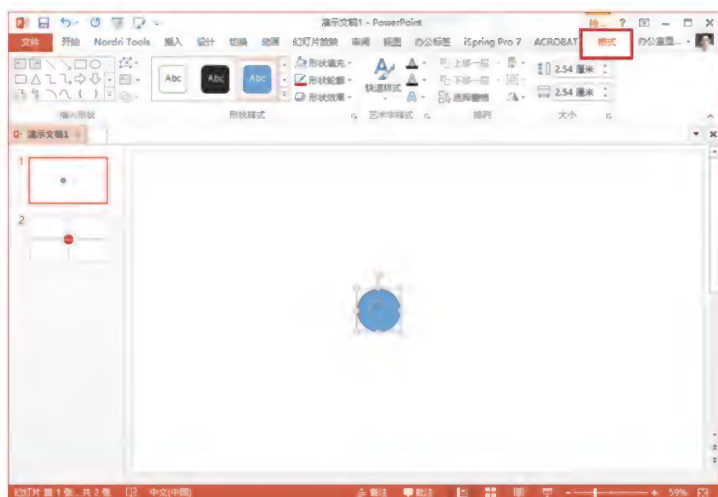 演示文稿1 - PowerPoint
文件 开始 Nordri Tools 插入 设计 切换 动画 幻灯片放映 审阅 视图 办公标签 iSpring Pro 7 ACROBAT 格式
Abc Abc Abc
形状填充
形状轮廓
形状效果
快速样式
上移一层
下移一层
选择窗格
2.54 厘米
2.54 厘米
插入形状 形状样式 艺术字样式 排列 大小
演示文稿1
1
2
幻灯片 第 1 张，共 2 张 中文(中国) 备注 批注 59%